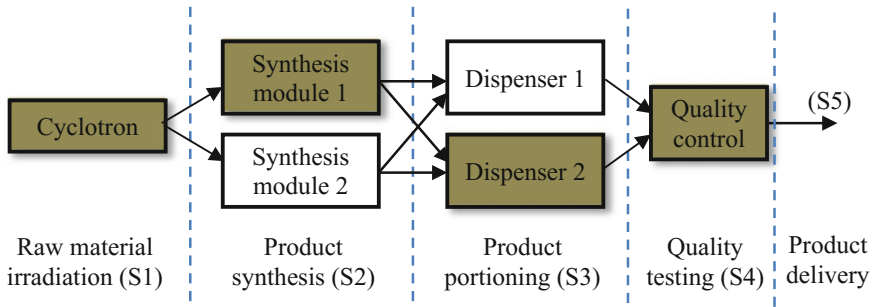 Cyclotron
Synthesis
module 1
Synthesis
module 2
Dispenser 1
Dispenser 2
Quality
control
(S5)
Raw material
irradiation (S1)
Product
synthesis (S2)
Product
portioning (S3)
Quality
testing (S4)
Product
delivery